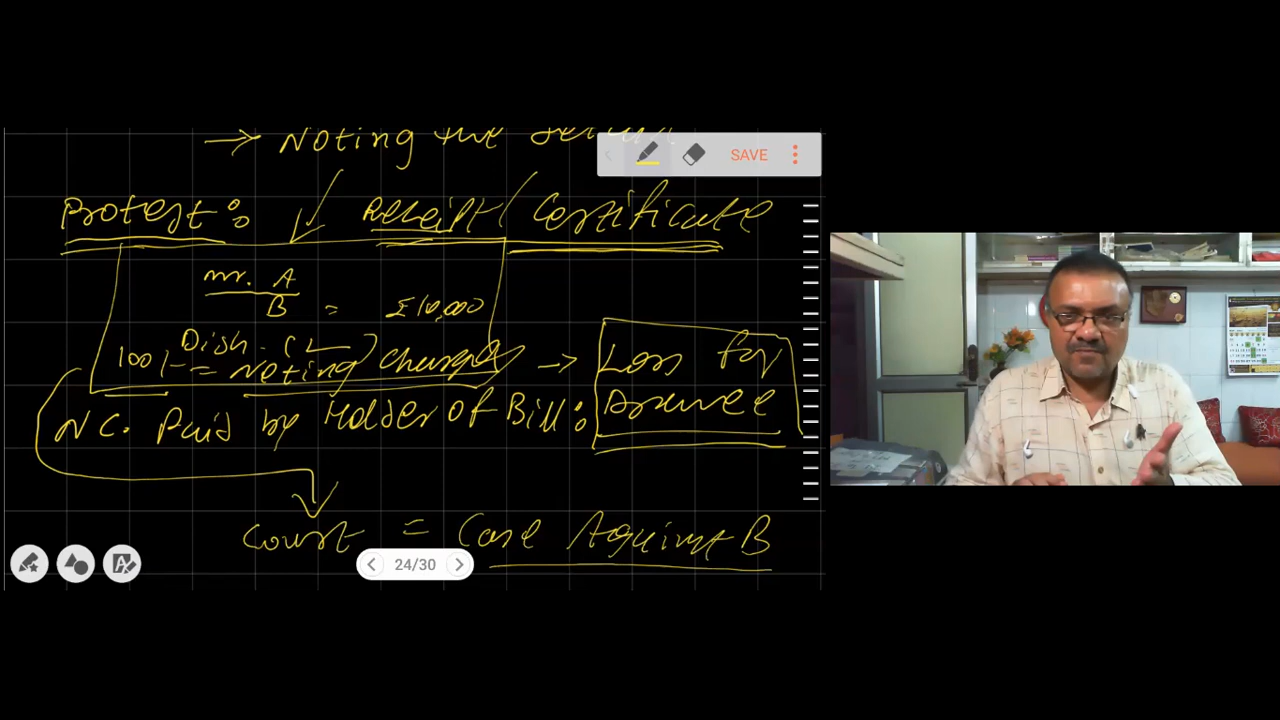 → Noting the
SAVE
Protest: Receipt/Certificate
Mr. A
B = ₹10,000
Dish. (L)
100/- = Noting Charges → Loss for
NC. Paid by Holder of Bill: Drawee
Court = Case Against B
24/30